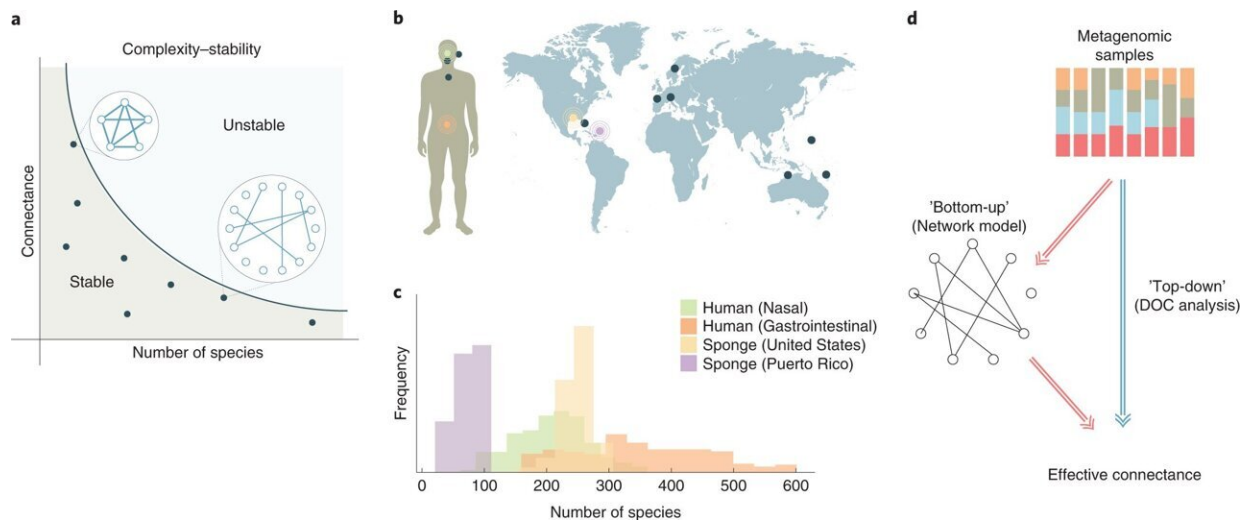 a
Complexity–stability
Unstable
Stable
Connectance
Number of species
b
c
Human (Nasal)
Human (Gastrointestinal)
Sponge (United States)
Sponge (Puerto Rico)
Frequency
0 100 200 300 400 500 600
Number of species
d
Metagenomic
samples
'Bottom-up'
(Network model)
'Top-down'
(DOC analysis)
Effective connectance